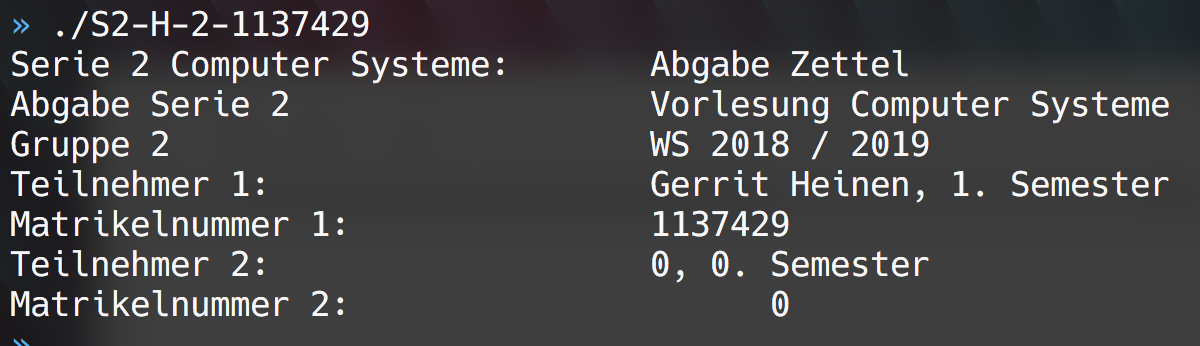 » ./S2-H-2-1137429
Serie 2 Computer Systeme: Abgabe Zettel
Abgabe Serie 2 Vorlesung Computer Systeme
Gruppe 2 WS 2018 / 2019
Teilnehmer 1: Gerrit Heinen, 1. Semester
Matrikelnummer 1: 1137429
Teilnehmer 2: 0, 0. Semester
Matrikelnummer 2: 0
»